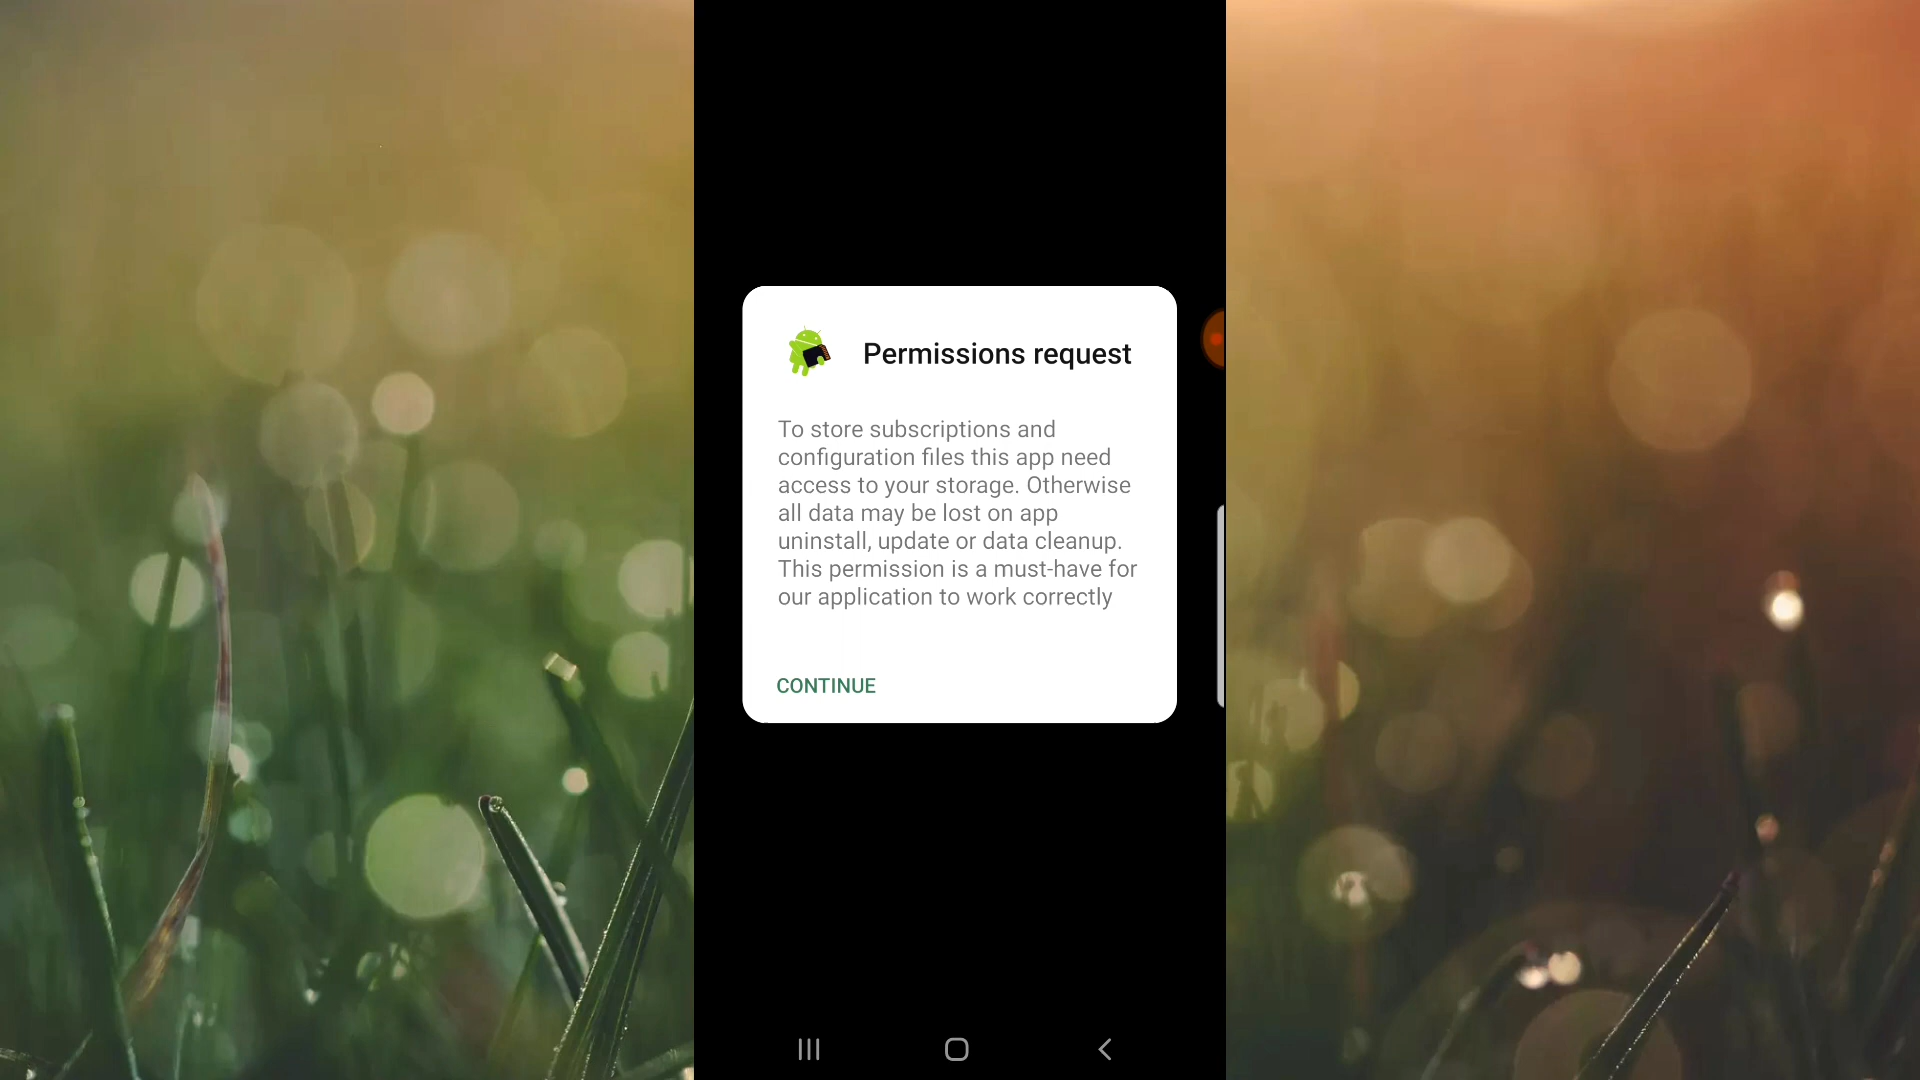 Permissions request
To store subscriptions and
configuration files this app need
access to your storage. Otherwise
all data may be lost on app
uninstall, update or data cleanup.
This permission is a must-have for
our application to work correctly
CONTINUE